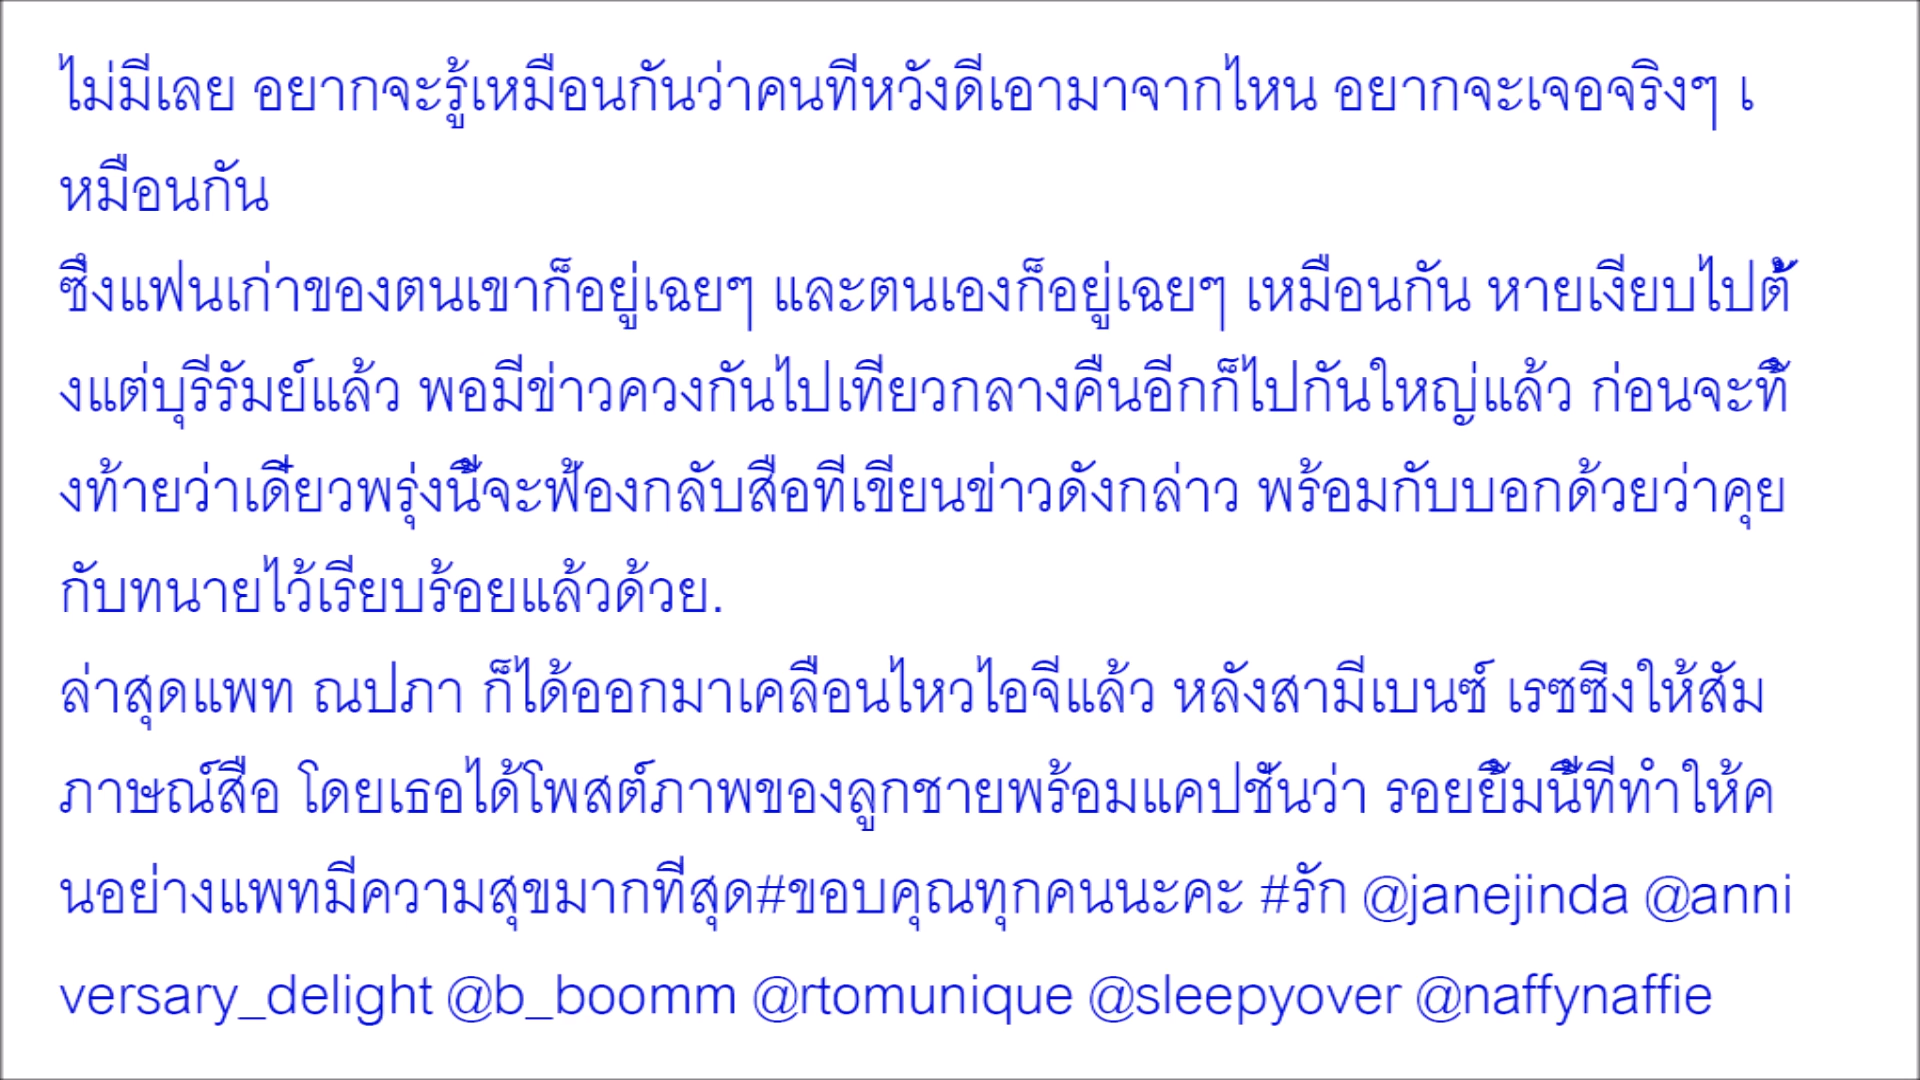 ไม่มีเลย อยากจะรู้เหมือนกันว่าคนที่หวังดีเอามาจากไหน อยากจะเจอจริงๆ เ
หมือนกัน
ซึ่งแฟนเก่าของตนเขาก็อยู่เฉยๆ และตนเองก็อยู่เฉยๆ เหมือนกัน หายเงียบไปตั้
งแต่บุรีรัมย์แล้ว พอมีข่าวควงกันไปเที่ยวกลางคืนอีกก็ไปกันใหญ่แล้ว ก่อนจะทิ้
งท้ายว่าเดี๋ยวพรุ่งนี้จะฟ้องกลับสื่อที่เขียนข่าวดังกล่าว พร้อมกับบอกด้วยว่าคุย
กับทนายไว้เรียบร้อยแล้วด้วย.
ล่าสุดแพท ณปภา ก็ได้ออกมาเคลื่อนไหวไอจีแล้ว หลังสามีเบนซ์ เรซซิ่งให้สัม
ภาษณ์สื่อ โดยเธอได้โพสต์ภาพของลูกชายพร้อมแคปชั่นว่า รอยยิ้มนี้ที่ทำให้ค
นอย่างแพทมีความสุขมากที่สุด#ขอบคุณทุกคนนะคะ #รัก @janejinda @anni
versary_delight @b_boomm @rtomunique @sleepyover @naffynaffie